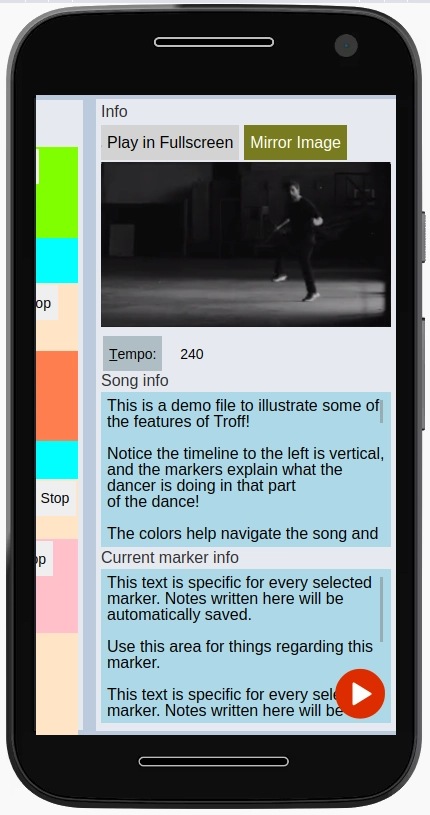 Info
Play in Fullscreen
Mirror Image
op
Tempo:
240
Song info
This is a demo file to illustrate some of
the features of Troff!
Notice the timeline to the left is vertical,
and the markers explain what the
dancer is doing in that part
of the dance!
Stop
The colors help navigate the song and
op
Current marker info
This text is specific for every selected
marker. Notes written here will be
automatically saved.
Use this area for things regarding this
marker.
This text is specific for every sele
marker. Notes written here will be